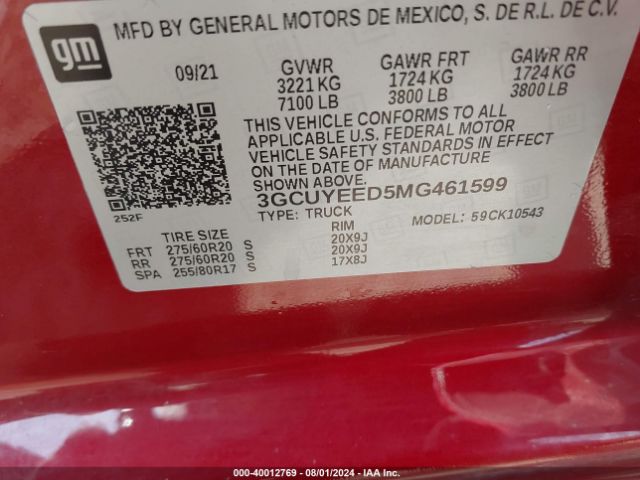 gm
MFD BY GENERAL MOTORS DE MEXICO, S. DE R.L. DE C.V.
09/21 GVWR GAWR FRT GAWR RR
3221 KG 1724 KG 1724 KG
7100 LB 3800 LB 3800 LB
THIS VEHICLE CONFORMS TO ALL
APPLICABLE U.S. FEDERAL MOTOR
VEHICLE SAFETY STANDARDS IN EFFECT
ON THE DATE OF MANUFACTURE
SHOWN ABOVE.
3GCUYEED5MG461599
252F TYPE: TRUCK MODEL: 59CK10543
TIRE SIZE RIM
FRT 275/60R20 S 20X9J
RR 275/60R20 S 20X9J
SPA 255/80R17 S 17X8J
000-40012769 - 08/01/2024 - IAA Inc.